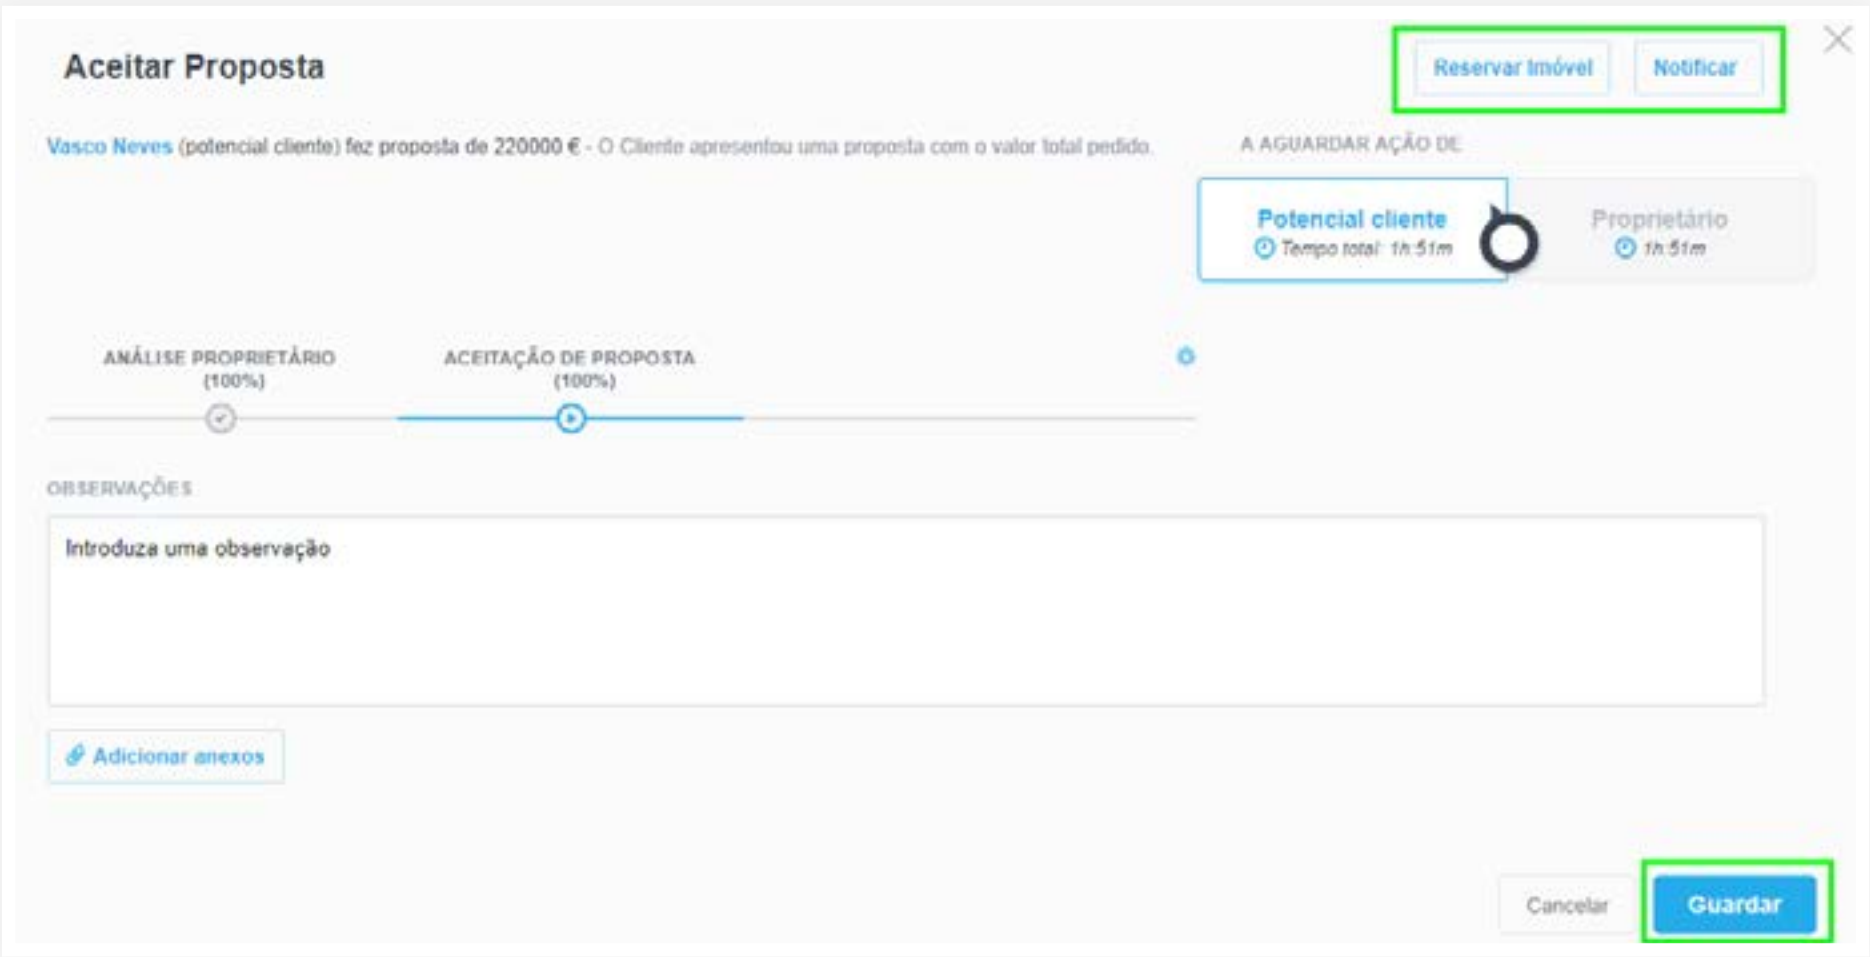 Aceitar Proposta
Reservar Imóvel
Notificar
Vasco Neves (potencial cliente) fez proposta de 220000 € - O Cliente apresentou uma proposta com o valor total pedido.
A AGUARDAR AÇÃO DE
Potencial cliente
Tempo total: 1h:51m
Proprietário
1h:51m
ANÁLISE PROPRIETÁRIO
(100%)
ACEITAÇÃO DE PROPOSTA
(100%)
OBSERVAÇÕES
Introduza uma observação
Adicionar anexos
Cancelar
Guardar